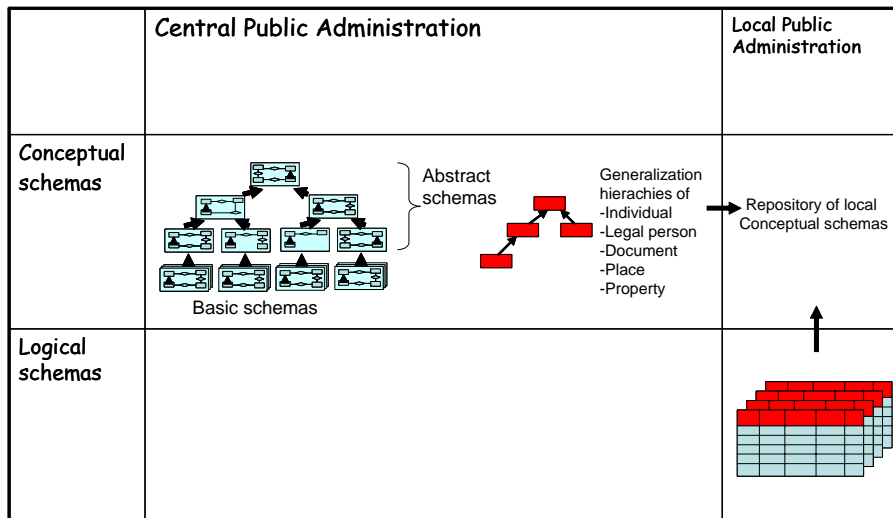 Central Public Administration
Local Public
Administration
Conceptual
schemas
Abstract
schemas
Basic schemas
Generalization
hierachies of
-Individual
-Legal person
-Document
-Place
-Property
Repository of local
Conceptual schemas
Logical
schemas